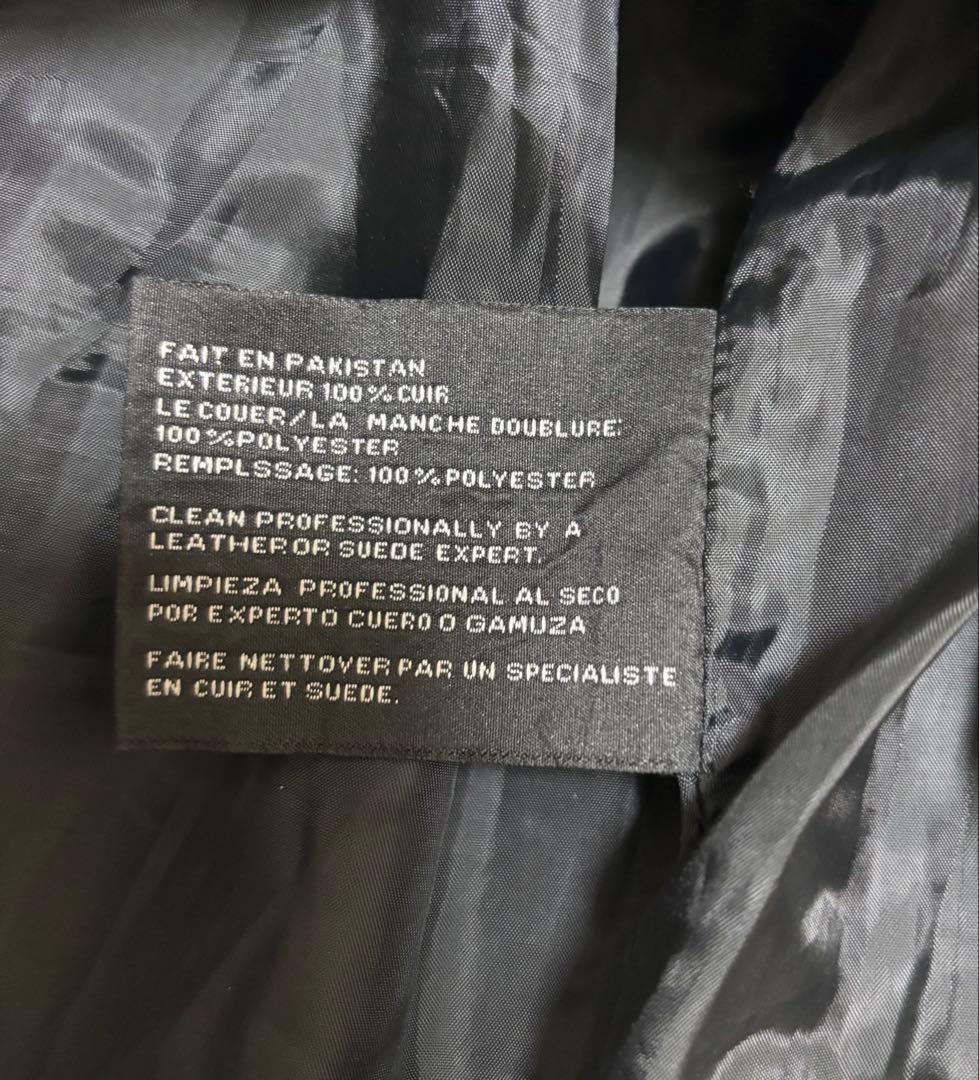 FAIT EN PAKISTAN
EXTERIEUR 100% CUIR
LE COUER/LA MANCHE DOUBLURE:
100%POLYESTER
REMPLSSAGE: 100%POLYESTER
CLEAN PROFESSIONALLY BY A
LEATHER OR SUEDE EXPERT.
LIMPIEZA PROFESSIONAL AL SECO
POR EXPERTO CUERO O GAMUZA
FAIRE NETTOYER PAR UN SPECIALISTE
EN CUIR ET SUEDE.